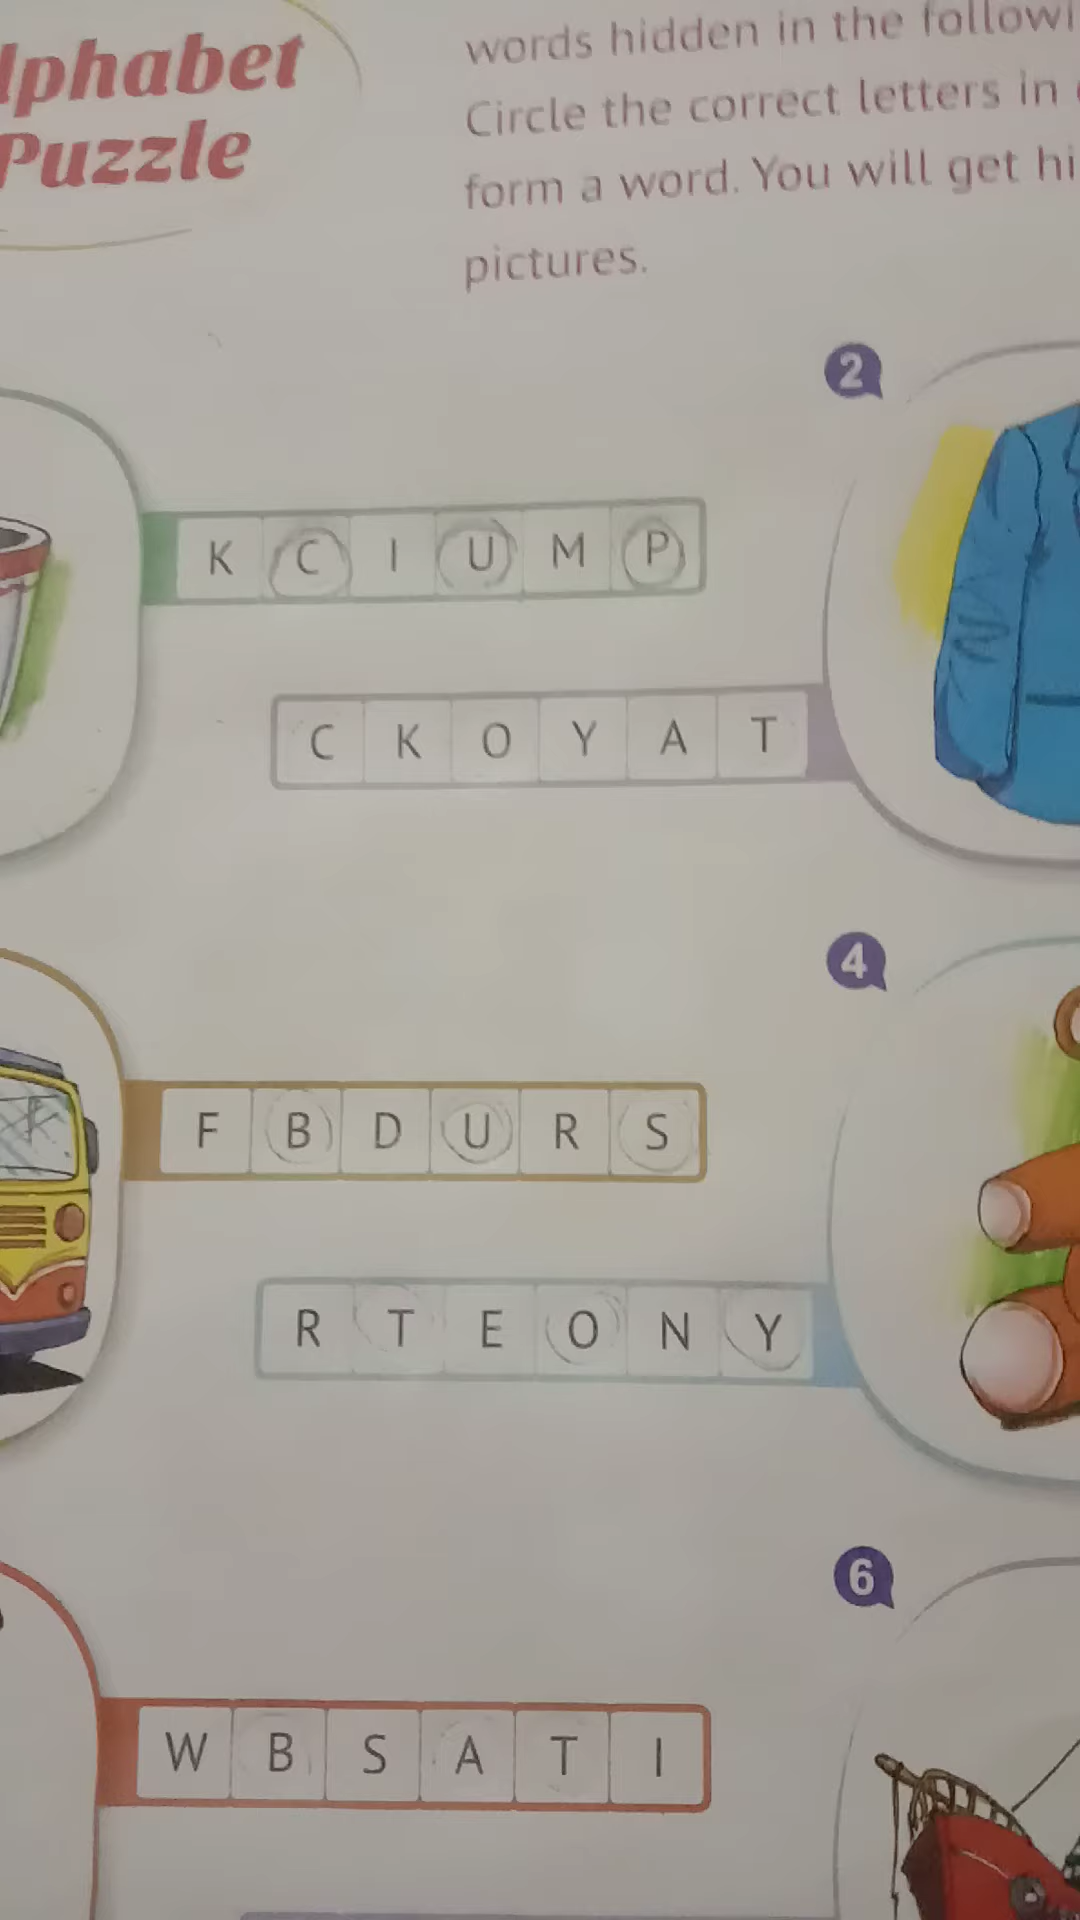 lphabet
Puzzle
words hidden in the followi
Circle the correct letters in
form a word. You will get hi
pictures.
2
K C I U M P
C K O Y A T
4
F B D U R S
R T E O N Y
6
W B S A T I